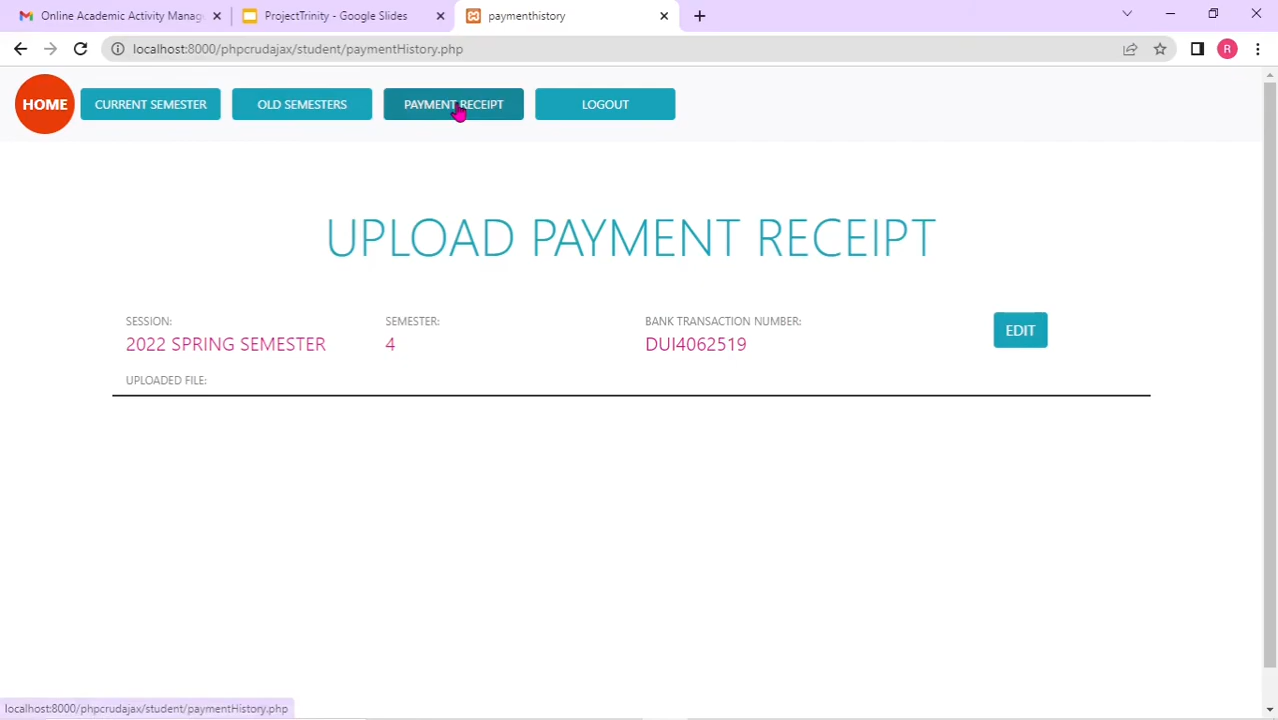 Online Academic Activity Manag
ProjectTrinity - Google Slides
paymenthistory
localhost:8000/phpcrudajax/student/paymentHistory.php
R
HOME
CURRENT SEMESTER
OLD SEMESTERS
PAYMENT RECEIPT
LOGOUT
UPLOAD PAYMENT RECEIPT
SESSION:
2022 SPRING SEMESTER
SEMESTER:
4
BANK TRANSACTION NUMBER:
DUI4062519
EDIT
UPLOADED FILE:
localhost:8000/phpcrudajax/student/paymentHistory.php